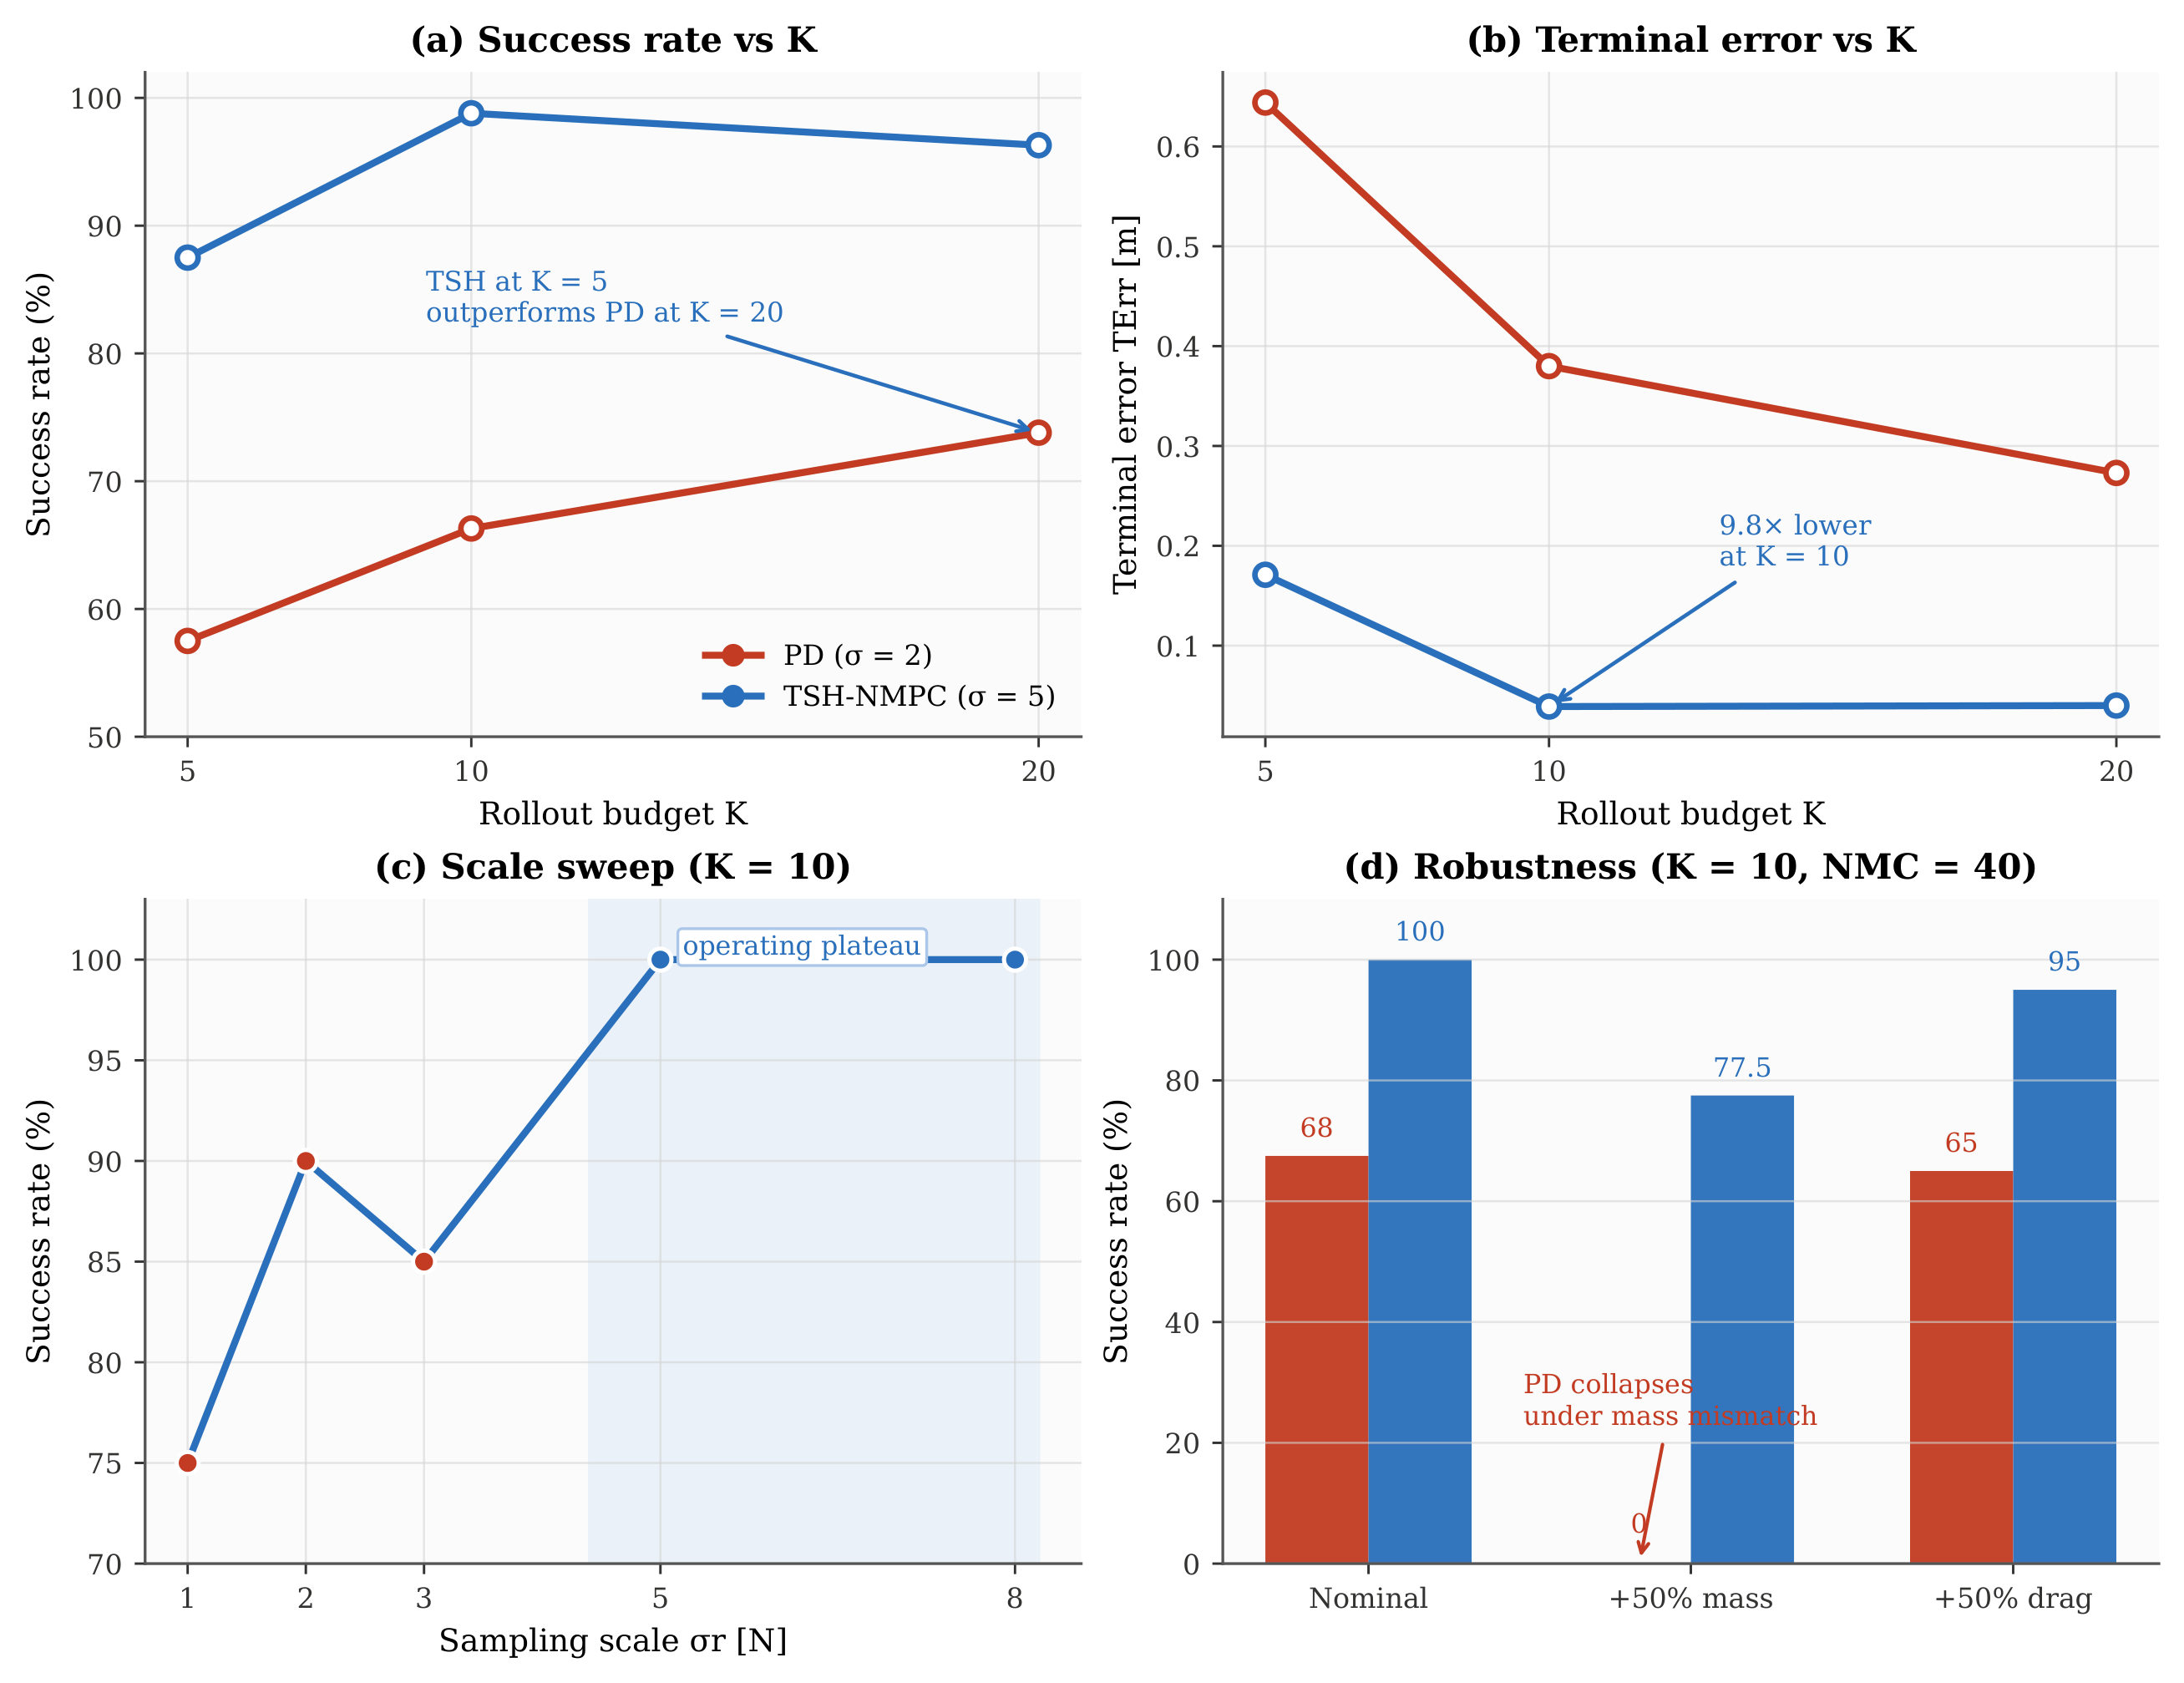 (a) Success rate vs K
100
90
80
70
60
50
Success rate (%)
TSH at K = 5
outperforms PD at K = 20
PD (σ = 2)
TSH-NMPC (σ = 5)
5 10 20
Rollout budget K
(b) Terminal error vs K
0.6
0.5
0.4
0.3
0.2
0.1
Terminal error TErr [m]
9.8× lower
at K = 10
5 10 20
Rollout budget K
(c) Scale sweep (K = 10)
100
95
90
85
80
75
70
Success rate (%)
operating plateau
1 2 3 5 8
Sampling scale σr [N]
(d) Robustness (K = 10, NMC = 40)
100
80
60
40
20
0
Success rate (%)
68
100
0
77.5
65
95
PD collapses
under mass mismatch
Nominal +50% mass +50% drag